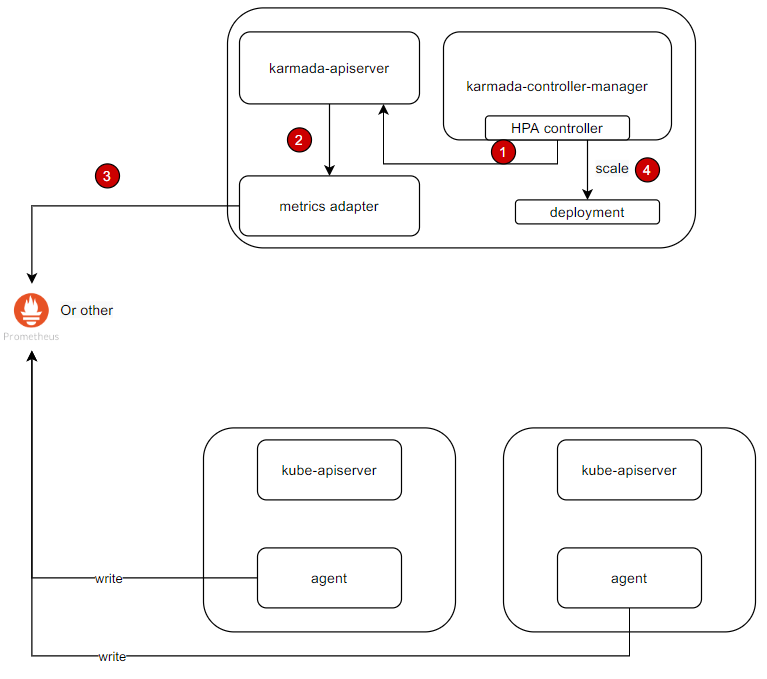 karmada-apiserver
karmada-controller-manager
HPA controller
1
2
scale
4
3
metrics adapter
deployment
Or other
Prometheus
kube-apiserver
kube-apiserver
agent
agent
write
write